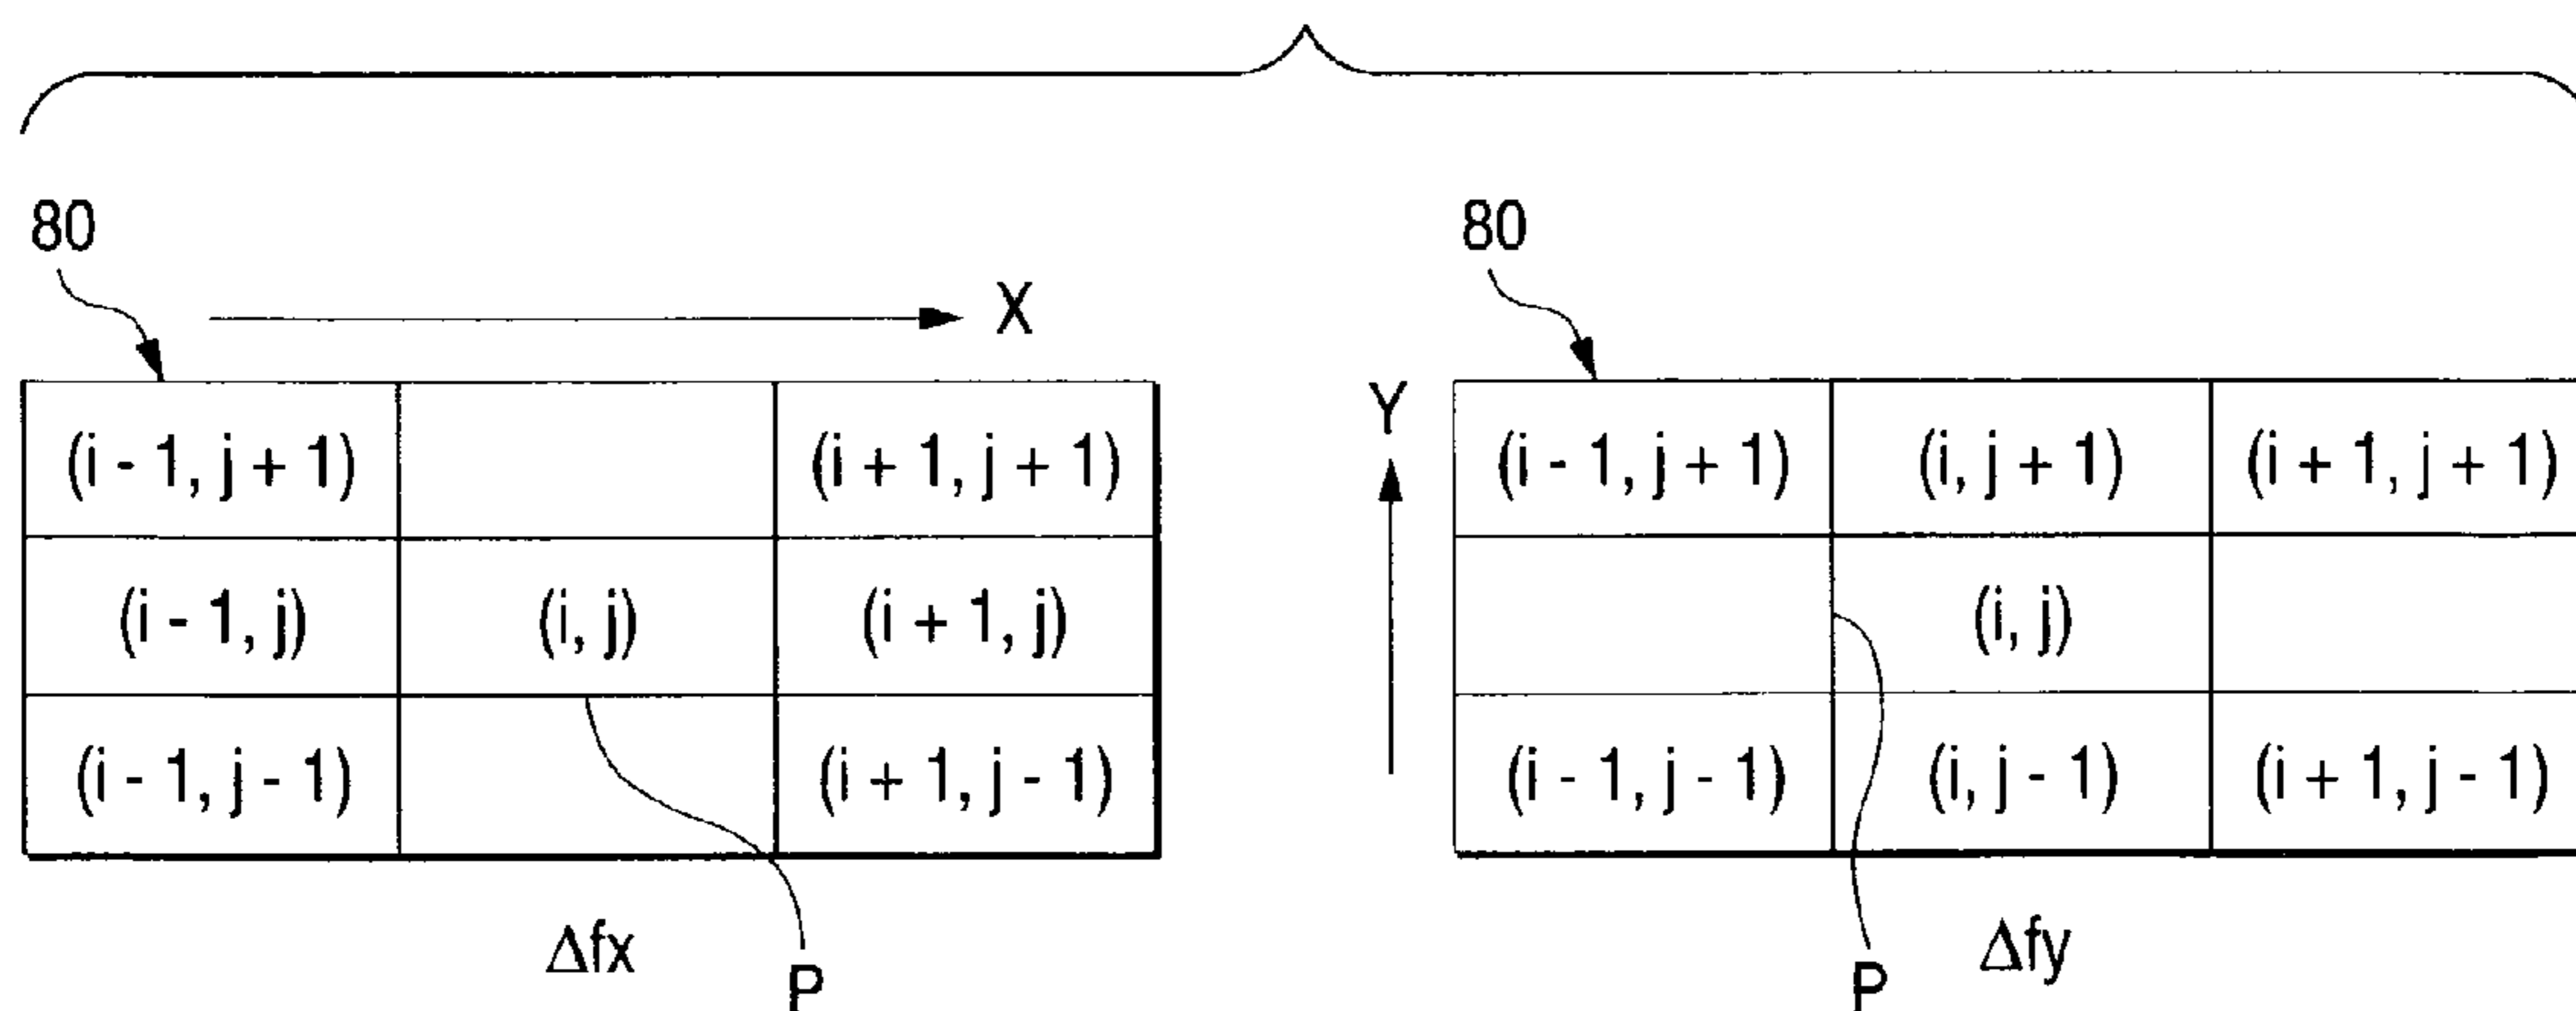 80
X
(i - 1, j + 1) (i + 1, j + 1)
(i - 1, j) (i, j) (i + 1, j)
(i - 1, j - 1) (i + 1, j - 1)
Δfx
P
80
Y
(i - 1, j + 1) (i, j + 1) (i + 1, j + 1)
(i, j)
(i - 1, j - 1) (i, j - 1) (i + 1, j - 1)
P
Δfy